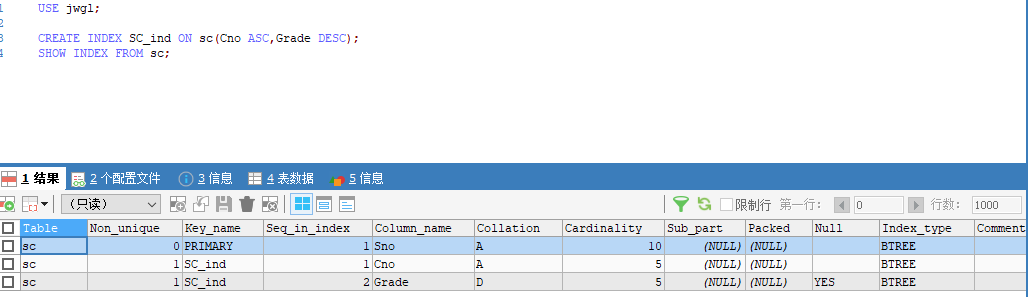 1 USE jwgl;
2
3 CREATE INDEX SC_ind ON sc(Cno ASC,Grade DESC);
4 SHOW INDEX FROM sc;
1 结果 2 个配置文件 3 信息 4 表数据 5 信息
（只读） 限制行 第一行： 0 行数： 1000
Table Non_unique Key_name Seq_in_index Column_name Collation Cardinality Sub_part Packed Null Index_type Comment
sc 0 PRIMARY 1 Sno A 10 (NULL) (NULL) BTREE
sc 1 SC_ind 1 Cno A 5 (NULL) (NULL) BTREE
sc 1 SC_ind 2 Grade D 5 (NULL) (NULL) YES BTREE